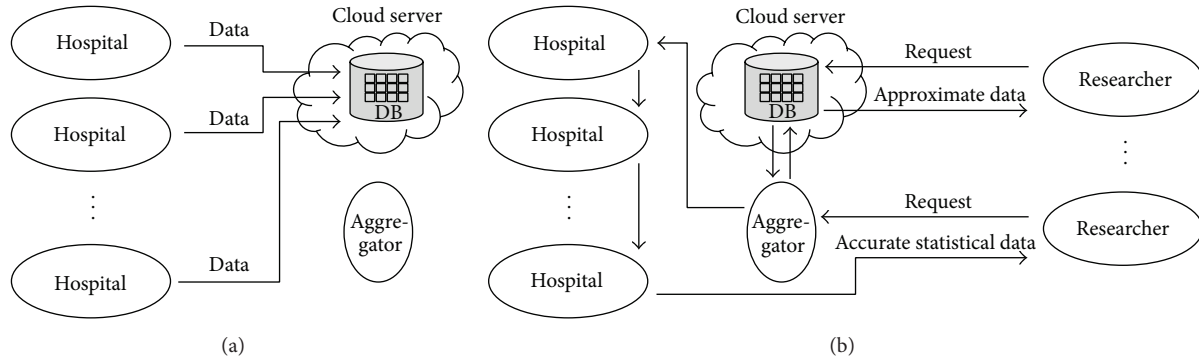 Cloud server
Hospital
Data
DB
Hospital
Data
⋮
Aggre-
gator
Hospital
Data
(a)
Cloud server
Hospital
DB
Request
Researcher
Approximate data
Hospital
⋮
⋮
Aggre-
gator
Request
Researcher
Accurate statistical data
Hospital
(b)